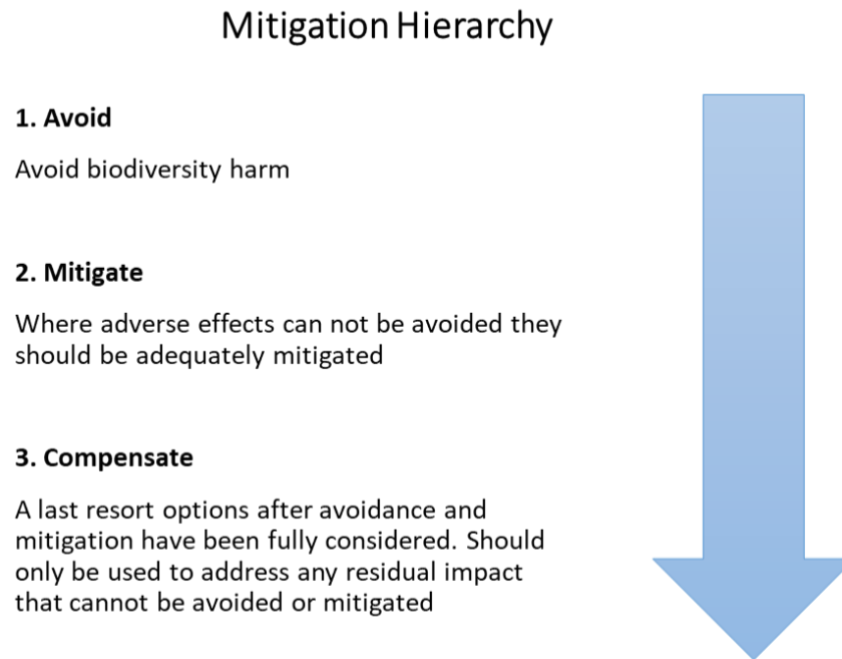 Mitigation Hierarchy
1. Avoid
Avoid biodiversity harm
2. Mitigate
Where adverse effects can not be avoided they
should be adequately mitigated
3. Compensate
A last resort options after avoidance and
mitigation have been fully considered. Should
only be used to address any residual impact
that cannot be avoided or mitigated